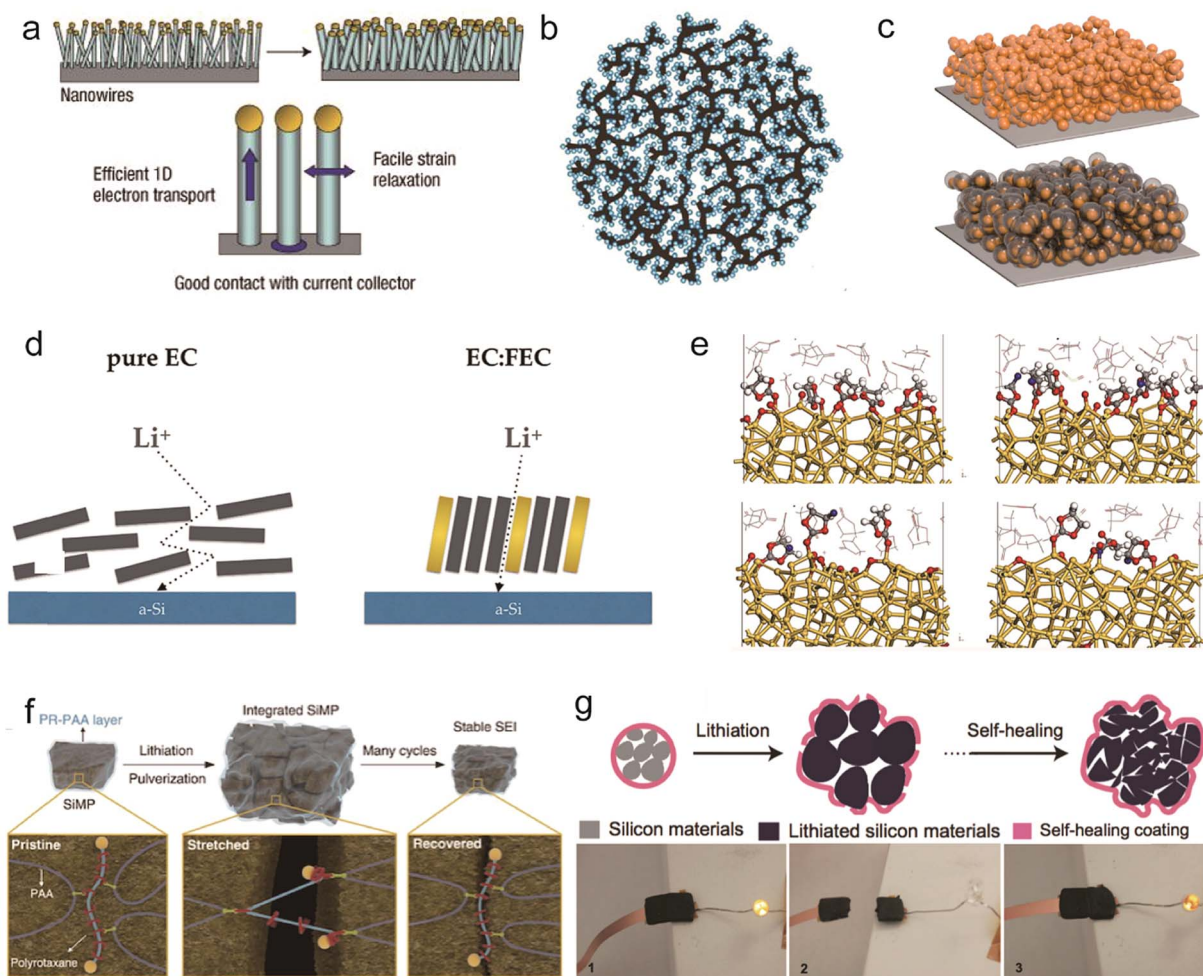 a
Nanowires
Efficient 1D
electron transport
Facile strain
relaxation
Good contact with current collector
b
c
d
pure EC
EC:FEC
Li⁺
Li⁺
a-Si
a-Si
e
f
PR-PAA layer
SiMP
Lithiation
Pulverization
Integrated SiMP
Many cycles
Stable SEI
Pristine
PAA
Polyrotaxane
Stretched
Recovered
g
Lithiation
Self-healing
Silicon materials
Lithiated silicon materials
Self-healing coating
1
2
3